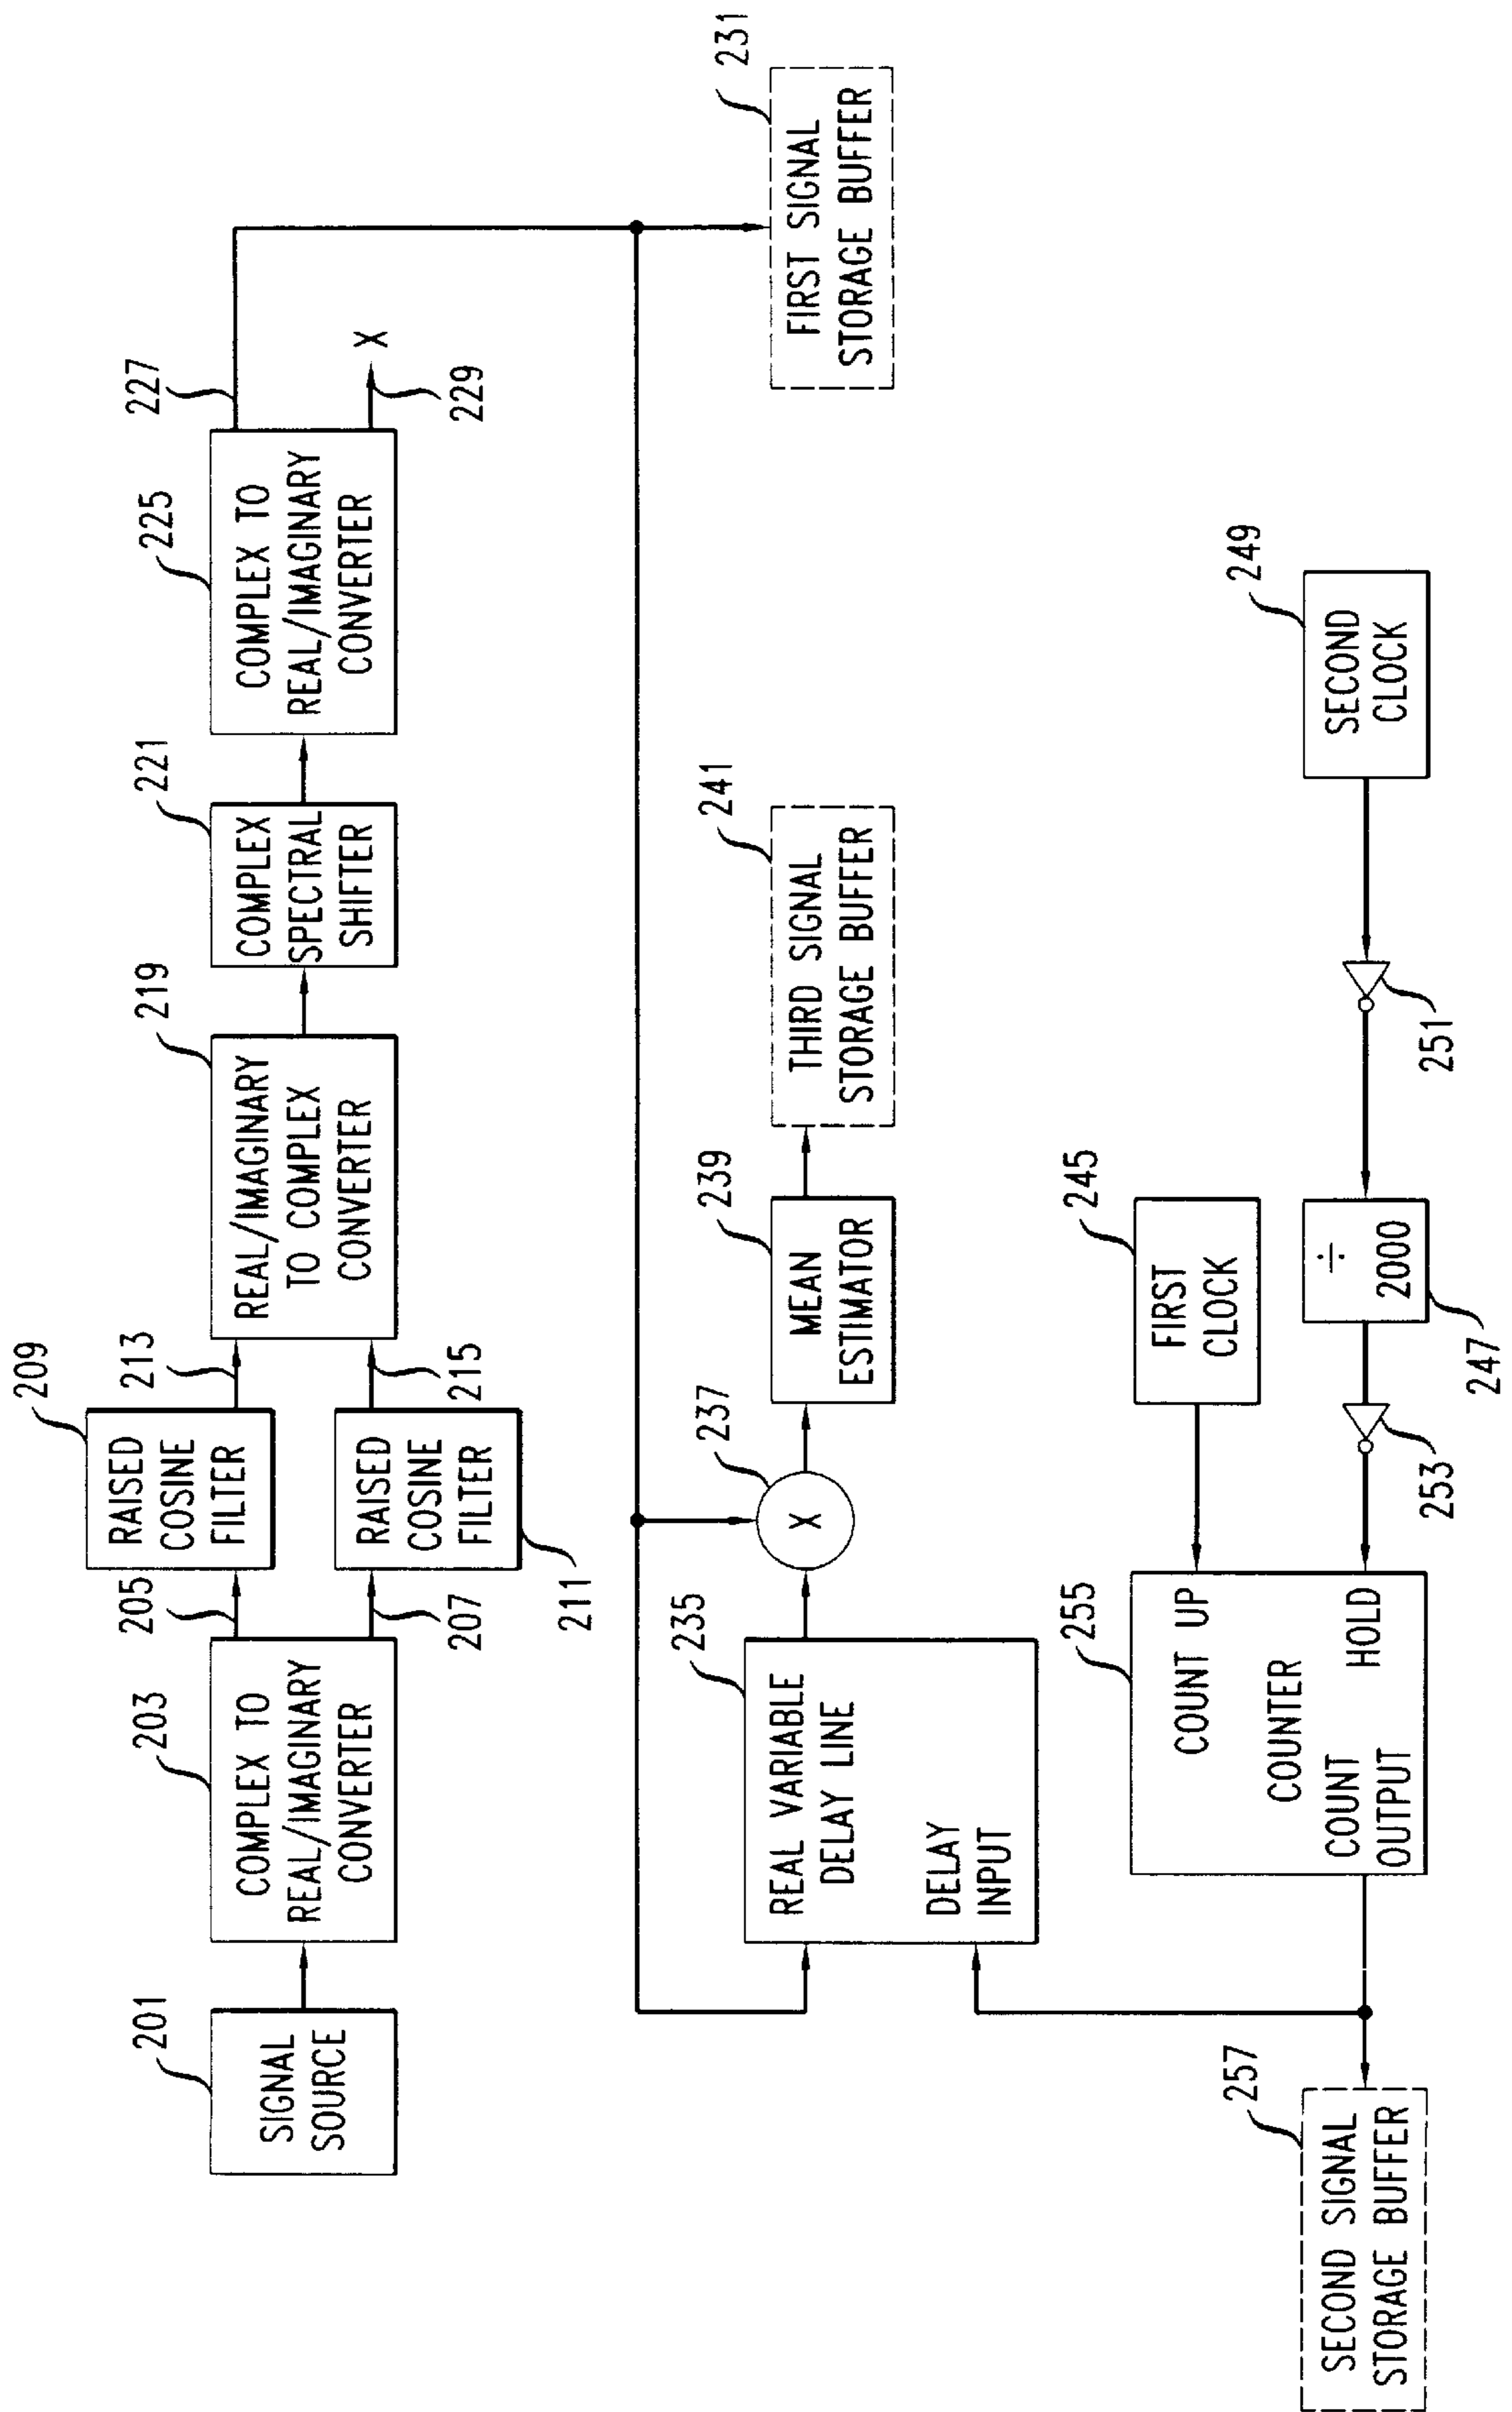 201
SIGNAL
SOURCE
203
COMPLEX TO
REAL/IMAGINARY
CONVERTER
205
207
209
RAISED
COSINE
FILTER
RAISED
COSINE
FILTER
211
213
215
219
REAL/IMAGINARY
TO COMPLEX
CONVERTER
221
COMPLEX
SPECTRAL
SHIFTER
225
COMPLEX TO
REAL/IMAGINARY
CONVERTER
227
X
229
231
FIRST SIGNAL
STORAGE BUFFER
235
REAL VARIABLE
DELAY LINE
DELAY
INPUT
237
X
239
MEAN
ESTIMATOR
241
THIRD SIGNAL
STORAGE BUFFER
257
SECOND SIGNAL
STORAGE BUFFER
255
COUNT UP
COUNTER
COUNT
OUTPUT
HOLD
245
FIRST
CLOCK
253
÷
2000
247
251
249
SECOND
CLOCK